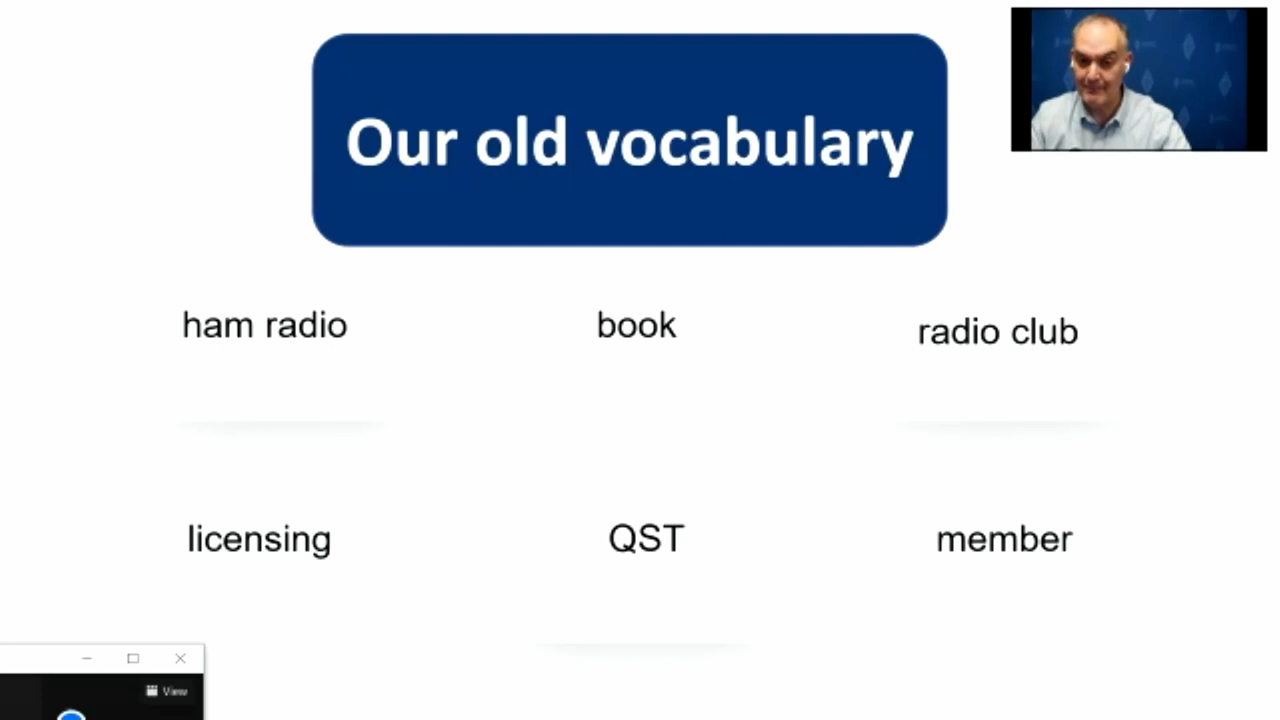 Our old vocabulary
ham radio
book
radio club
licensing
QST
member
View